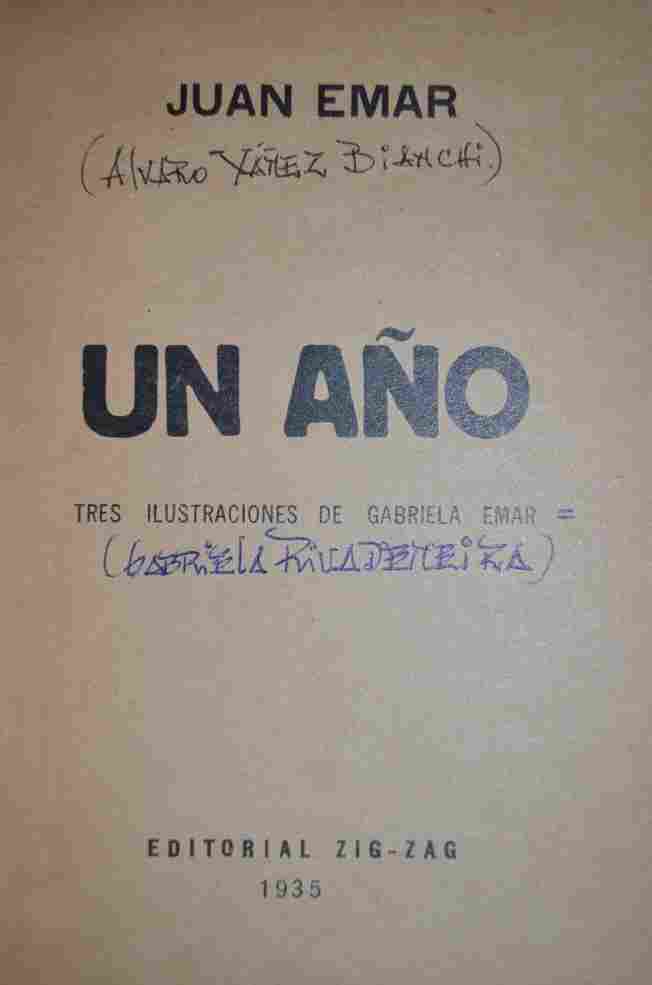 JUAN EMAR
(Alvaro Yáñez Bianchi.)
UN AÑO
TRES ILUSTRACIONES DE GABRIELA EMAR =
(Gabriela Rivadeneira)
EDITORIAL ZIG-ZAG
1935